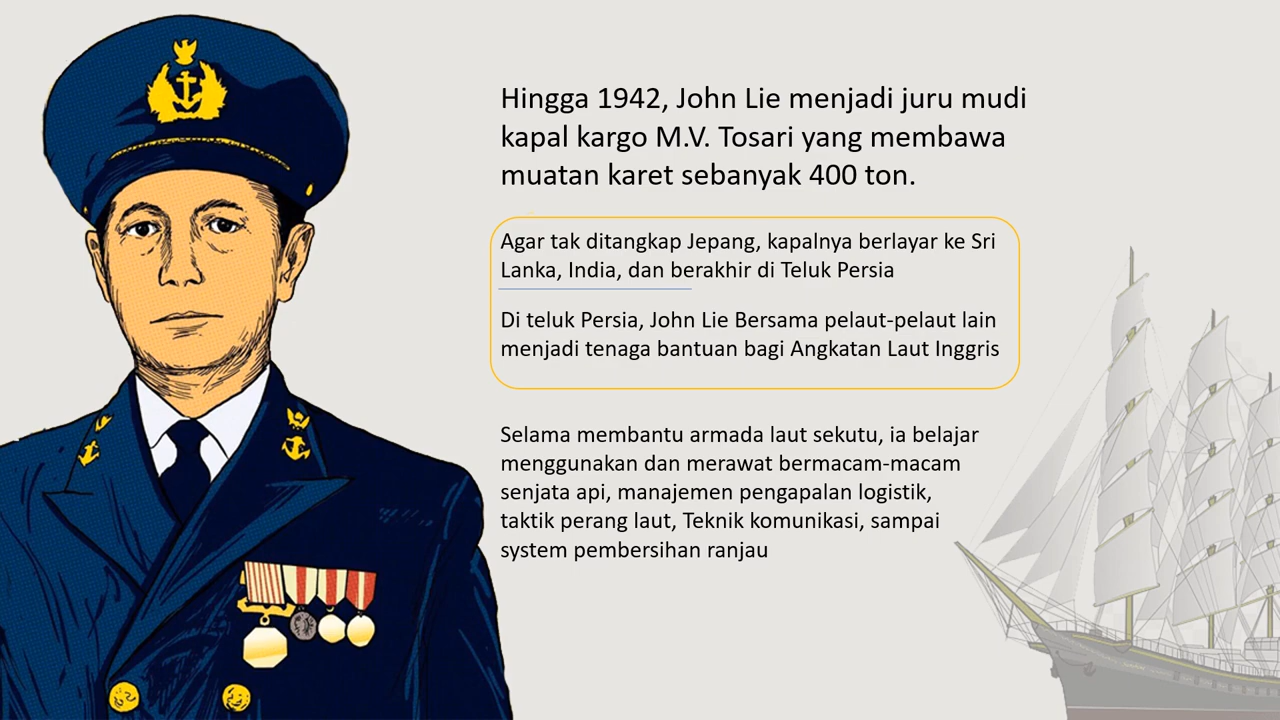 Hingga 1942, John Lie menjadi juru mudi
kapal kargo M.V. Tosari yang membawa
muatan karet sebanyak 400 ton.
Agar tak ditangkap Jepang, kapalnya berlayar ke Sri
Lanka, India, dan berakhir di Teluk Persia
Di teluk Persia, John Lie Bersama pelaut-pelaut lain
menjadi tenaga bantuan bagi Angkatan Laut Inggris
Selama membantu armada laut sekutu, ia belajar
menggunakan dan merawat bermacam-macam
senjata api, manajemen pengapalan logistik,
taktik perang laut, Teknik komunikasi, sampai
system pembersihan ranjau